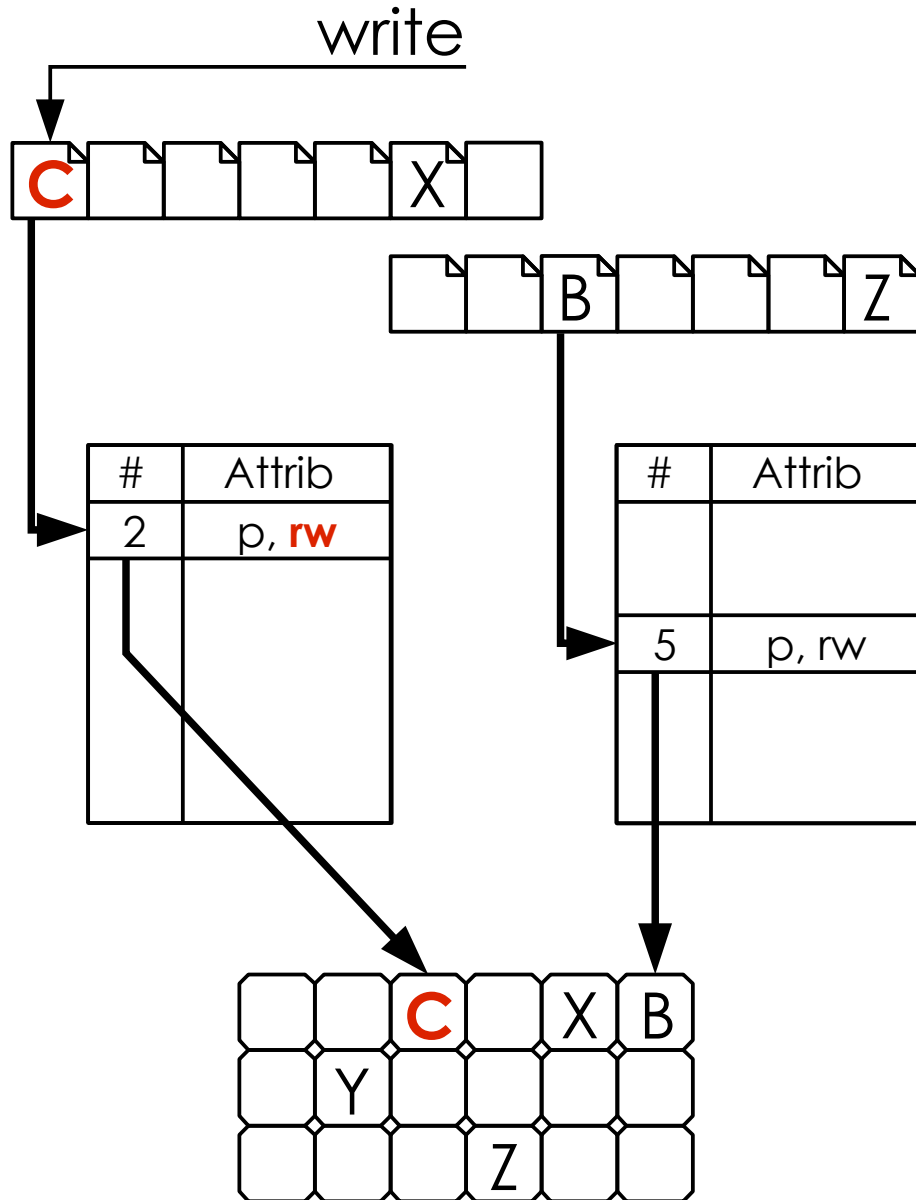 write
C X
B Z
# Attrib
2 p, rw
# Attrib
5 p, rw
C X B
Y
Z